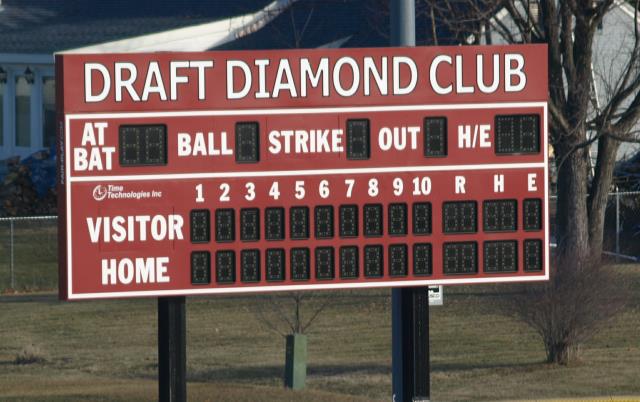 DRAFT DIAMOND CLUB
AT BAT BALL STRIKE OUT H/E
Time Technologies Inc
1 2 3 4 5 6 7 8 9 10 R H E
VISITOR
HOME